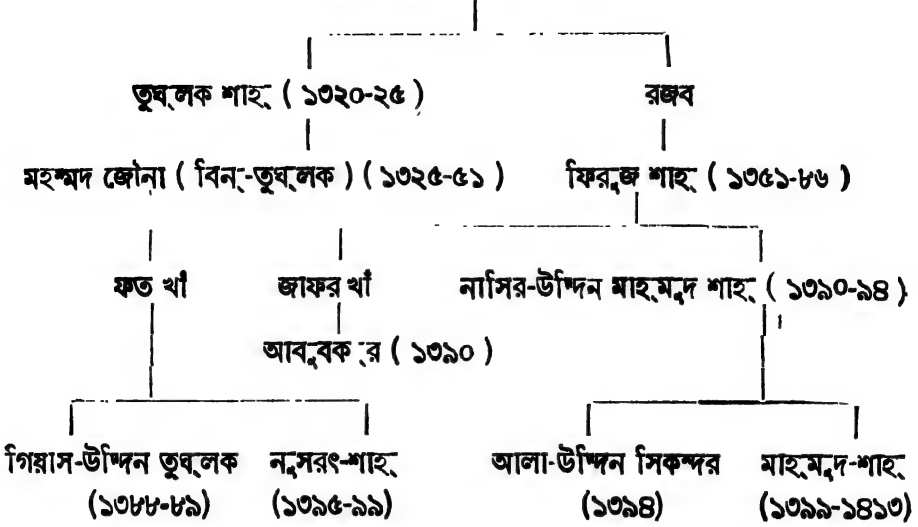 তুঘ্লক শাহ্ ( ১৩২০-২৫ ) রজব
মহম্মদ জৌনা ( বিন্-তুঘ্লক ) ( ১৩২৫-৫১ ) ফিরুজ শাহ্ ( ১৩৫১-৮৬ )
ফত খাঁ জাফর খাঁ নাসির-উদ্দিন মাহ্মুদ শাহ্ ( ১৩৯০-৯৪ )
আবুবক্র ( ১৩৯০ )
গিয়াস-উদ্দিন তুঘ্লক নুসরৎ-শাহ্ আলা-উদ্দিন সিকন্দর মাহ্মুদ-শাহ্
(১৩৮৮-৮৯) (১৩৯৫-৯৯) (১৩৯৪) (১৩৯৯-১৪১৩)